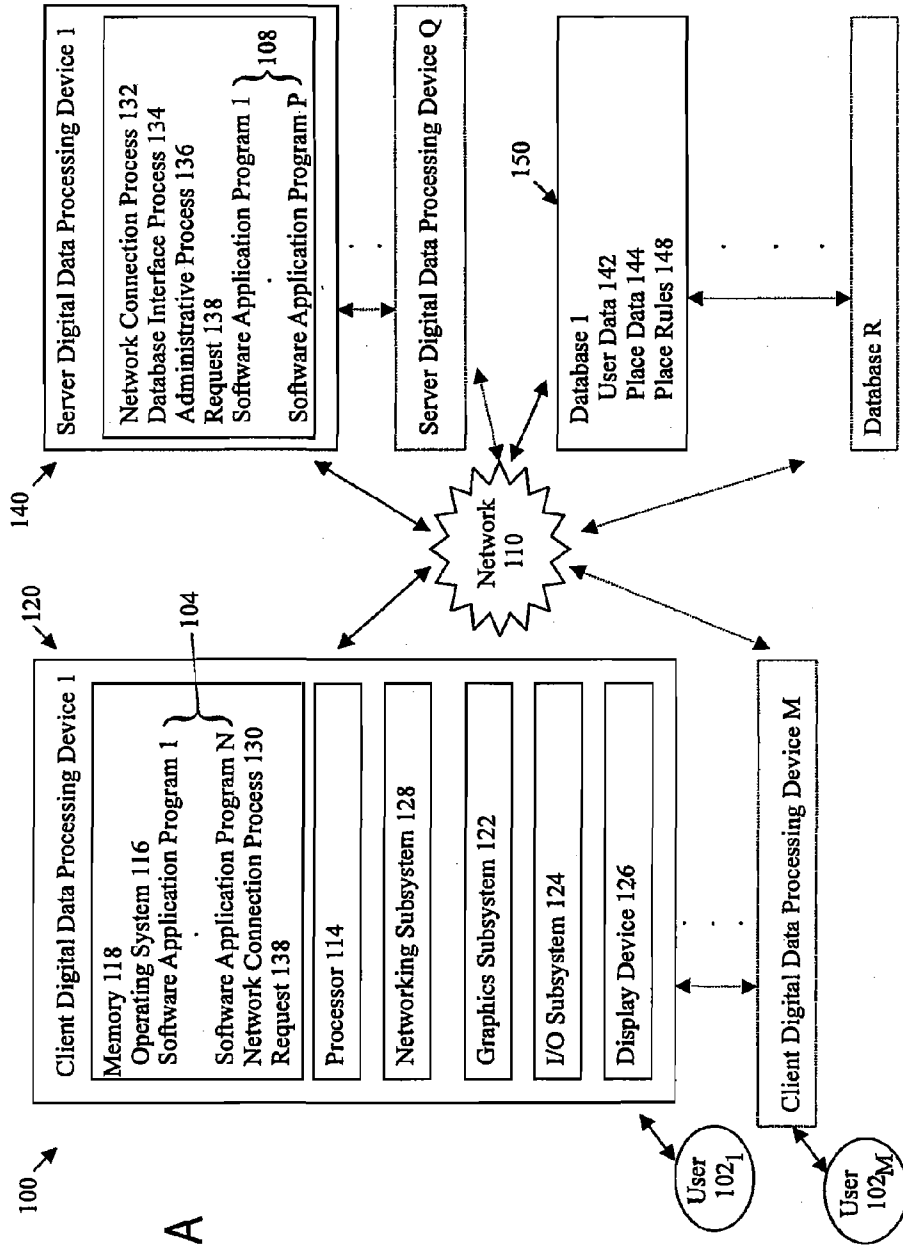 100
120
Client Digital Data Processing Device 1
Memory 118
Operating System 116
Software Application Program 1
.
Software Application Program N
104
Network Connection Process 130
Request 138
Processor 114
Networking Subsystem 128
Graphics Subsystem 122
I/O Subsystem 124
Display Device 126
. . .
Client Digital Data Processing Device M
User
102₁
User
102M
A
Network
110
140
Server Digital Data Processing Device 1
Network Connection Process 132
Database Interface Process 134
Administrative Process 136
Request 138
Software Application Program 1
.
Software Application Program P
108
. . .
Server Digital Data Processing Device Q
150
Database 1
User Data 142
Place Data 144
Place Rules 148
. . .
Database R